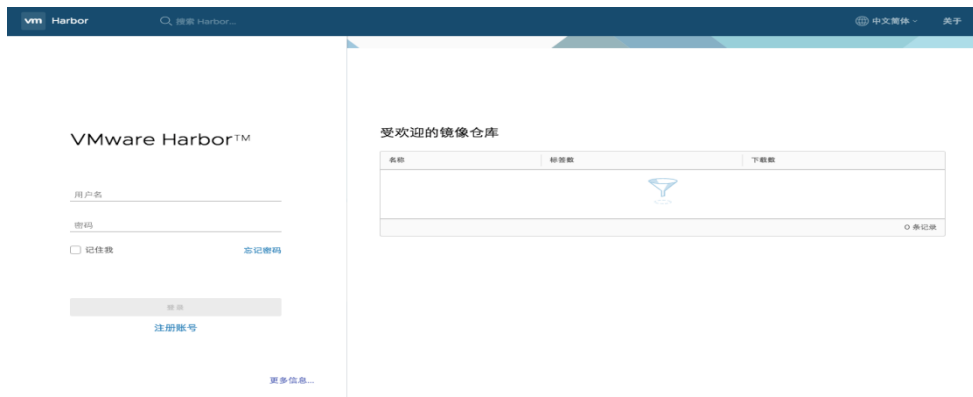 vm Harbor 搜索 Harbor... 中文简体 关于
VMware Harbor™
用户名
密码
记住我 忘记密码
登录
注册账号
更多信息...
受欢迎的镜像仓库
名称 标签数 下载数
0 条记录